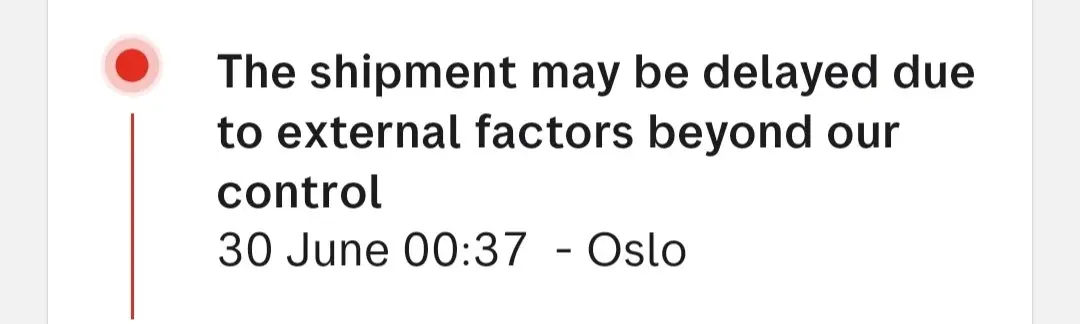 The shipment may be delayed due
to external factors beyond our
control
30 June 00:37  - Oslo